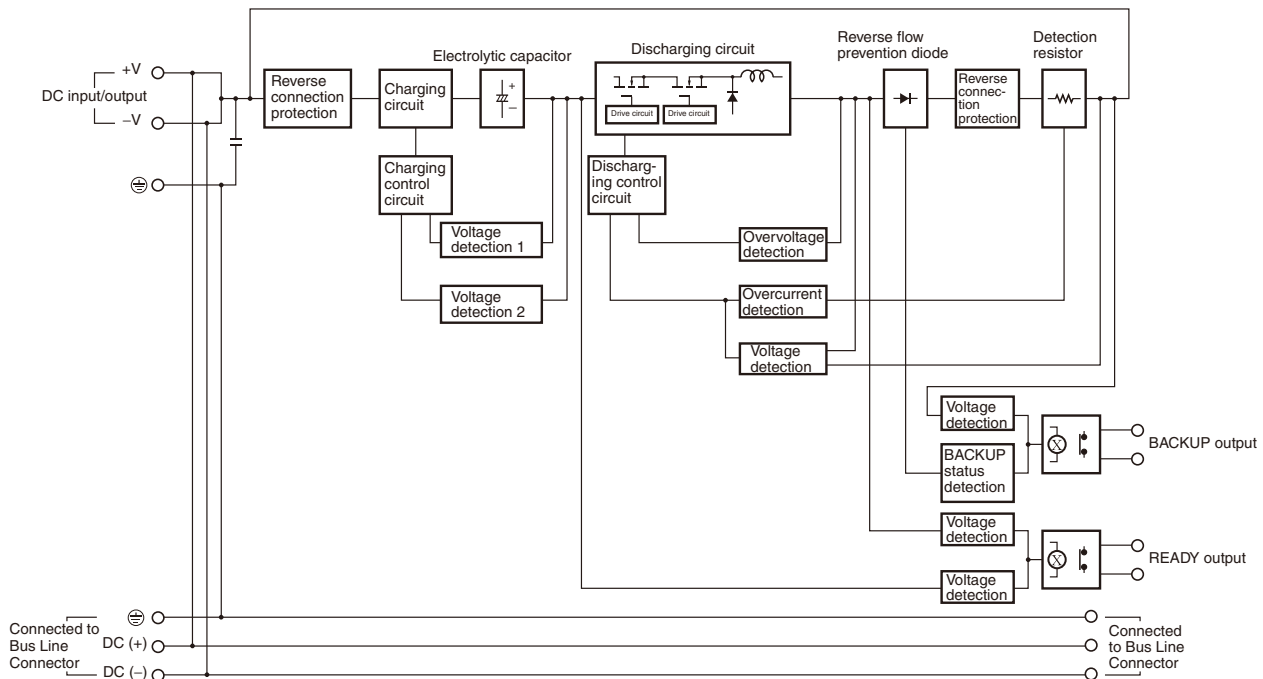 Reverse flow
prevention diode
Detection
resistor
Discharging circuit
Electrolytic capacitor
+V
DC input/output
−V
Reverse
connection
protection
Charging
circuit
+
−
Drive circuit
Drive circuit
Reverse
connec-
tion
protection
Charging
control
circuit
Discharg-
ing control
circuit
Voltage
detection 1
Overvoltage
detection
Voltage
detection 2
Overcurrent
detection
Voltage
detection
Voltage
detection
X
BACKUP output
BACKUP
status
detection
Voltage
detection
X
READY output
Voltage
detection
Connected to
Bus Line
Connector
DC (+)
DC (−)
Connected
to Bus Line
Connector